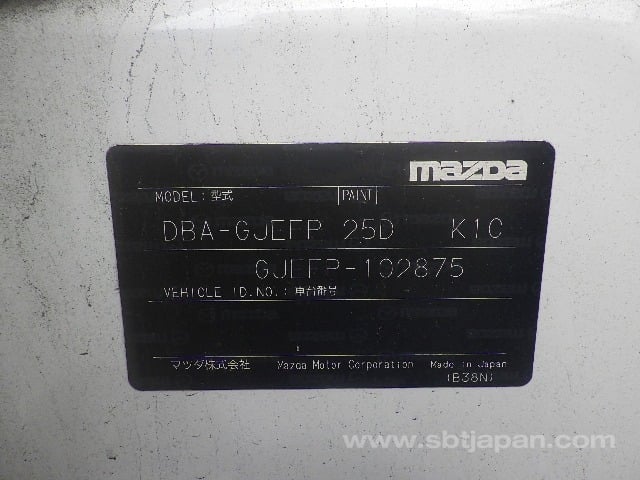 mazda
MODEL:型式 PAINT
DBA-GJEFP 25D K1C
GJEFP-102875
VEHICLE ID.NO.:車台番号
マツダ株式会社 Mazda Motor Corporation Made in Japan
(B38N)
www.sbtjapan.com